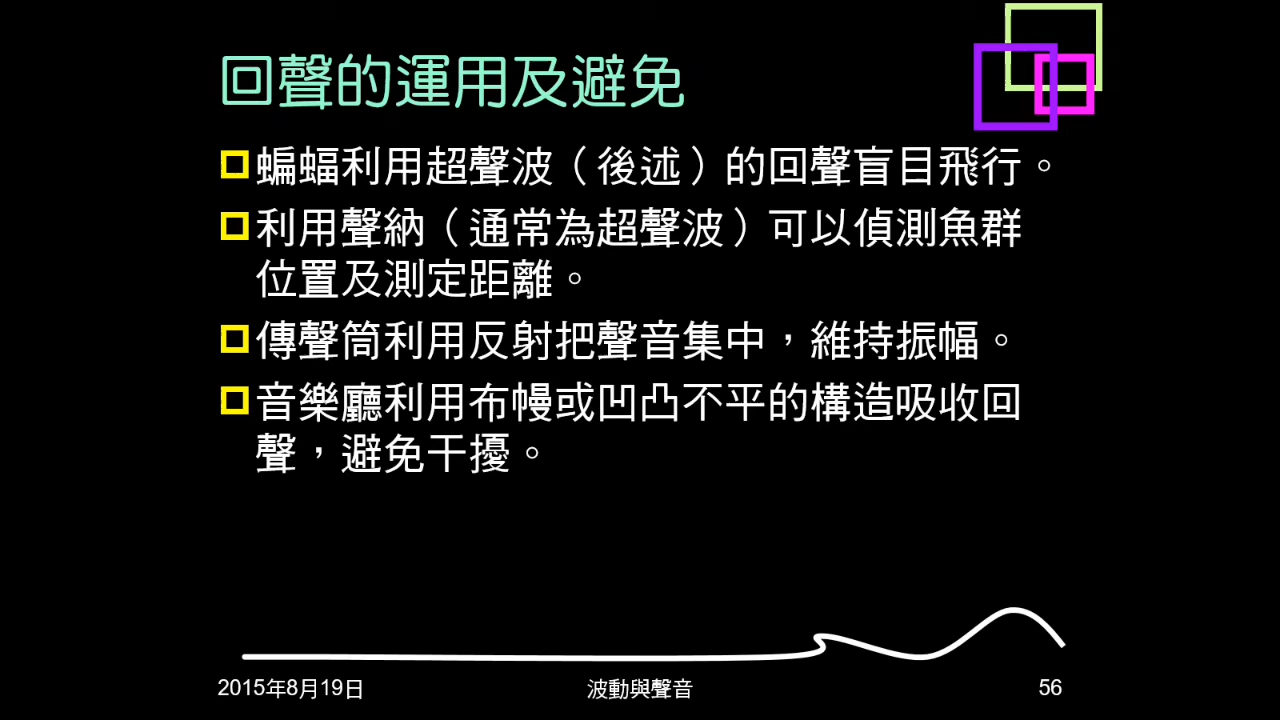 回聲的運用及避免
蝙蝠利用超聲波（後述）的回聲盲目飛行。
利用聲納（通常為超聲波）可以偵測魚群
位置及測定距離。
傳聲筒利用反射把聲音集中，維持振幅。
音樂廳利用布幔或凹凸不平的構造吸收回
聲，避免干擾。
2015年8月19日
波動與聲音
56